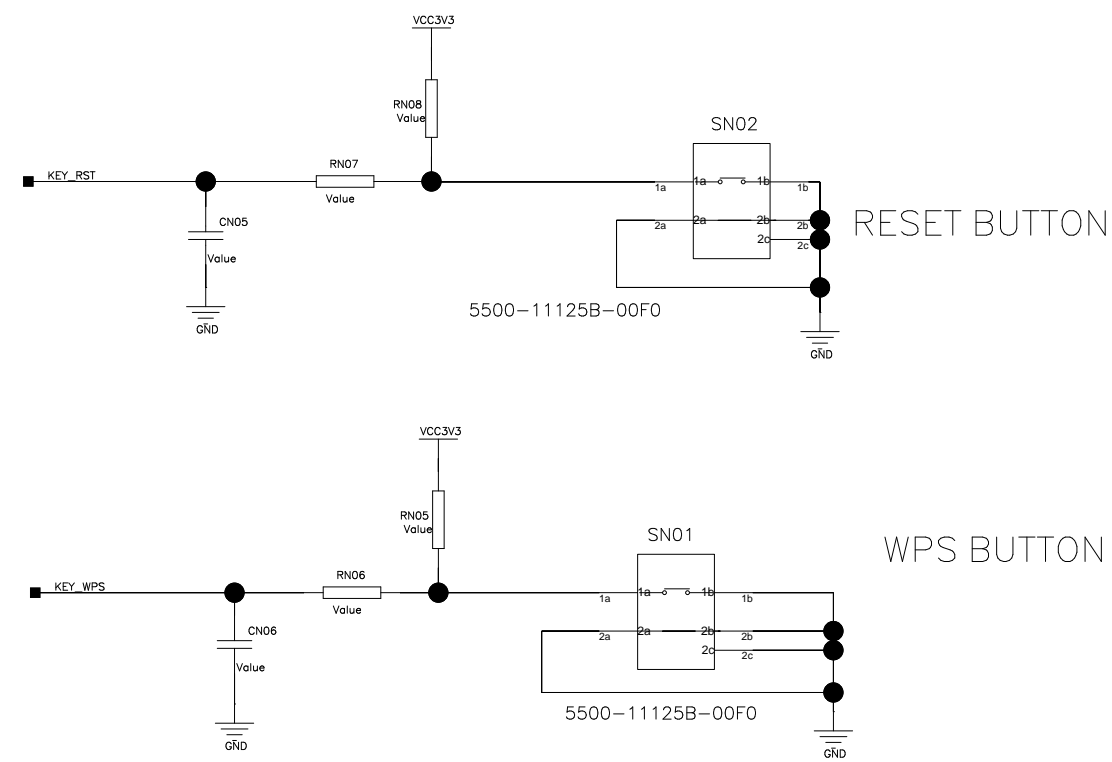 VCC3V3
RN08
Value
SN02
KEY_RST
RN07
Value
1a
1a
1b
1b
CN05
Value
2a
2a
2b
2b
2c
2c
RESET BUTTON
5500-11125B-00F0
GND
GND
VCC3V3
RN05
Value
SN01
WPS BUTTON
KEY_WPS
RN06
Value
1a
1a
1b
1b
CN06
Value
2a
2a
2b
2b
2c
2c
5500-11125B-00F0
GND
GND